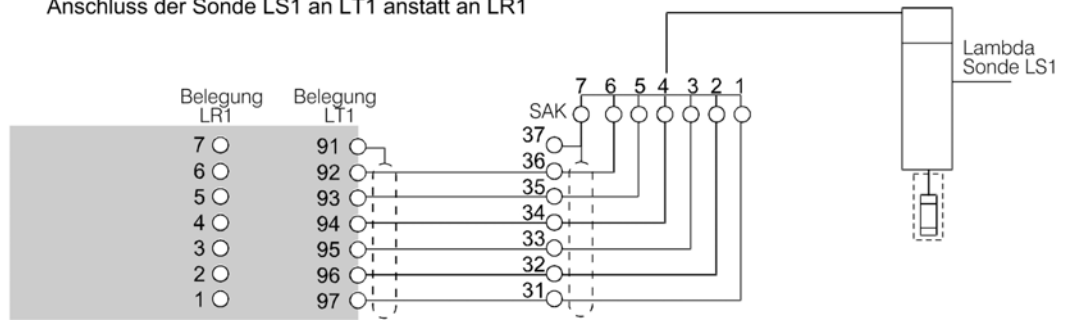 Anschluss der Sonde LS1 an LT1 anstatt an LR1
Lambda
Sonde LS1
7 6 5 4 3 2 1
Belegung Belegung
LR1 LT1
SAK
7 91 37
6 92 36
5 93 35
4 94 34
3 95 33
2 96 32
1 97 31